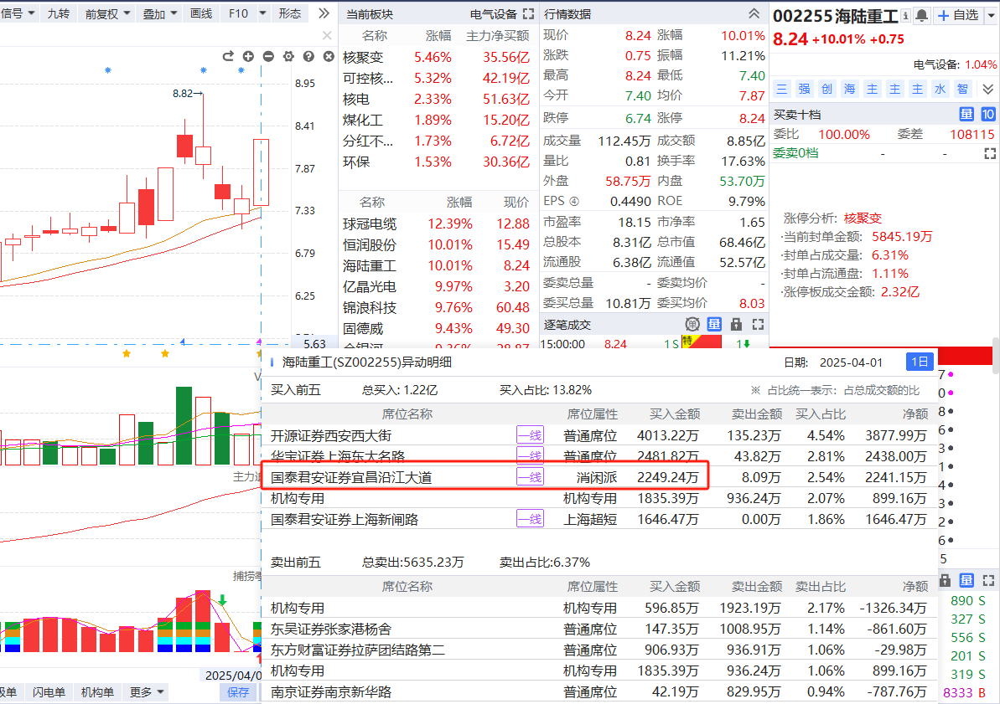 信号 九转 前复权 叠加 画线 F10 形态
8.82→
8.95
8.41
7.87
7.33
6.79
6.25
5.63
主力
捕捞季
2025/04/0
闪电单 机构单 更多 保存
当前板块 电气设备
名称 涨幅 主力净买额
核聚变 5.46% 35.56亿
可控核... 5.32% 42.19亿
核电 2.33% 51.63亿
煤化工 1.89% 15.20亿
分红不... 1.73% 6.72亿
环保 1.53% 30.36亿
名称 涨幅 现价
球冠电缆 12.39% 12.88
恒润股份 10.01% 15.49
海陆重工 10.01% 8.24
亿晶光电 9.97% 3.20
锦浪科技 9.76% 60.48
固德威 9.43% 49.30
行情数据
现价 8.24 涨幅 10.01%
涨跌 0.75 振幅 11.21%
最高 8.24 最低 7.40
今开 7.40 均价 7.87
跌停 6.74 涨停 8.24
成交量 112.45万 成交额 8.85亿
量比 0.81 换手率 17.63%
外盘 58.75万 内盘 53.70万
EPS ④ 0.4490 ROE 9.79%
市盈率 18.15 市净率 1.65
总股本 8.31亿 总市值 68.46亿
流通股 6.38亿 流通值 52.57亿
委卖总量 - 委卖均价 -
委买总量 10.81万 委买均价 8.03
逐笔成交 单 量
15:00:00 8.24 1 S 特 1
002255 海陆重工 自选
8.24 +10.01% +0.75
电气设备: 1.04%
三 强 创 海 主 主 主 水 智
买卖十档 量 10
委比 100.00% 委差 108115
委卖0档 - -
涨停分析: 核聚变
·当前封单金额: 5845.19万
·封单占成交量: 6.31%
·封单占流通盘: 1.11%
·涨停板成交金额: 2.32亿
海陆重工(SZ002255)异动明细 日期: 2025-04-01 1日
买入前五 总买入: 1.22亿 买入占比: 13.82% ※ 占比统一表示: 占总成交额的比
席位名称 席位属性 买入金额 卖出金额 买入占比 净额
开源证券西安西大街 一线 普通席位 4013.22万 135.23万 4.54% 3877.99万
华宝证券上海东大名路 一线 普通席位 2481.82万 43.82万 2.81% 2438.00万
国泰君安证券宜昌沿江大道 一线 消闲派 2249.24万 8.09万 2.54% 2241.15万
机构专用 机构专用 1835.39万 936.24万 2.07% 899.16万
国泰君安证券上海新闸路 一线 上海超短 1646.47万 0.00万 1.86% 1646.47万
卖出前五 总卖出:5635.23万 卖出占比:6.37%
席位名称 席位属性 买入金额 卖出金额 卖出占比 净额
机构专用 机构专用 596.85万 1923.19万 2.17% -1326.34万
东吴证券张家港杨舍 普通席位 147.35万 1008.95万 1.14% -861.60万
东方财富证券拉萨团结路第二 普通席位 906.93万 936.91万 1.06% -29.98万
机构专用 机构专用 1835.39万 936.24万 1.06% 899.16万
南京证券南京新华路 普通席位 42.19万 829.95万 0.94% -787.76万
7
0
8
6
3
1
4
3
2
6
5
量
890 S
327 S
556 S
201 S
319 S
8333 B